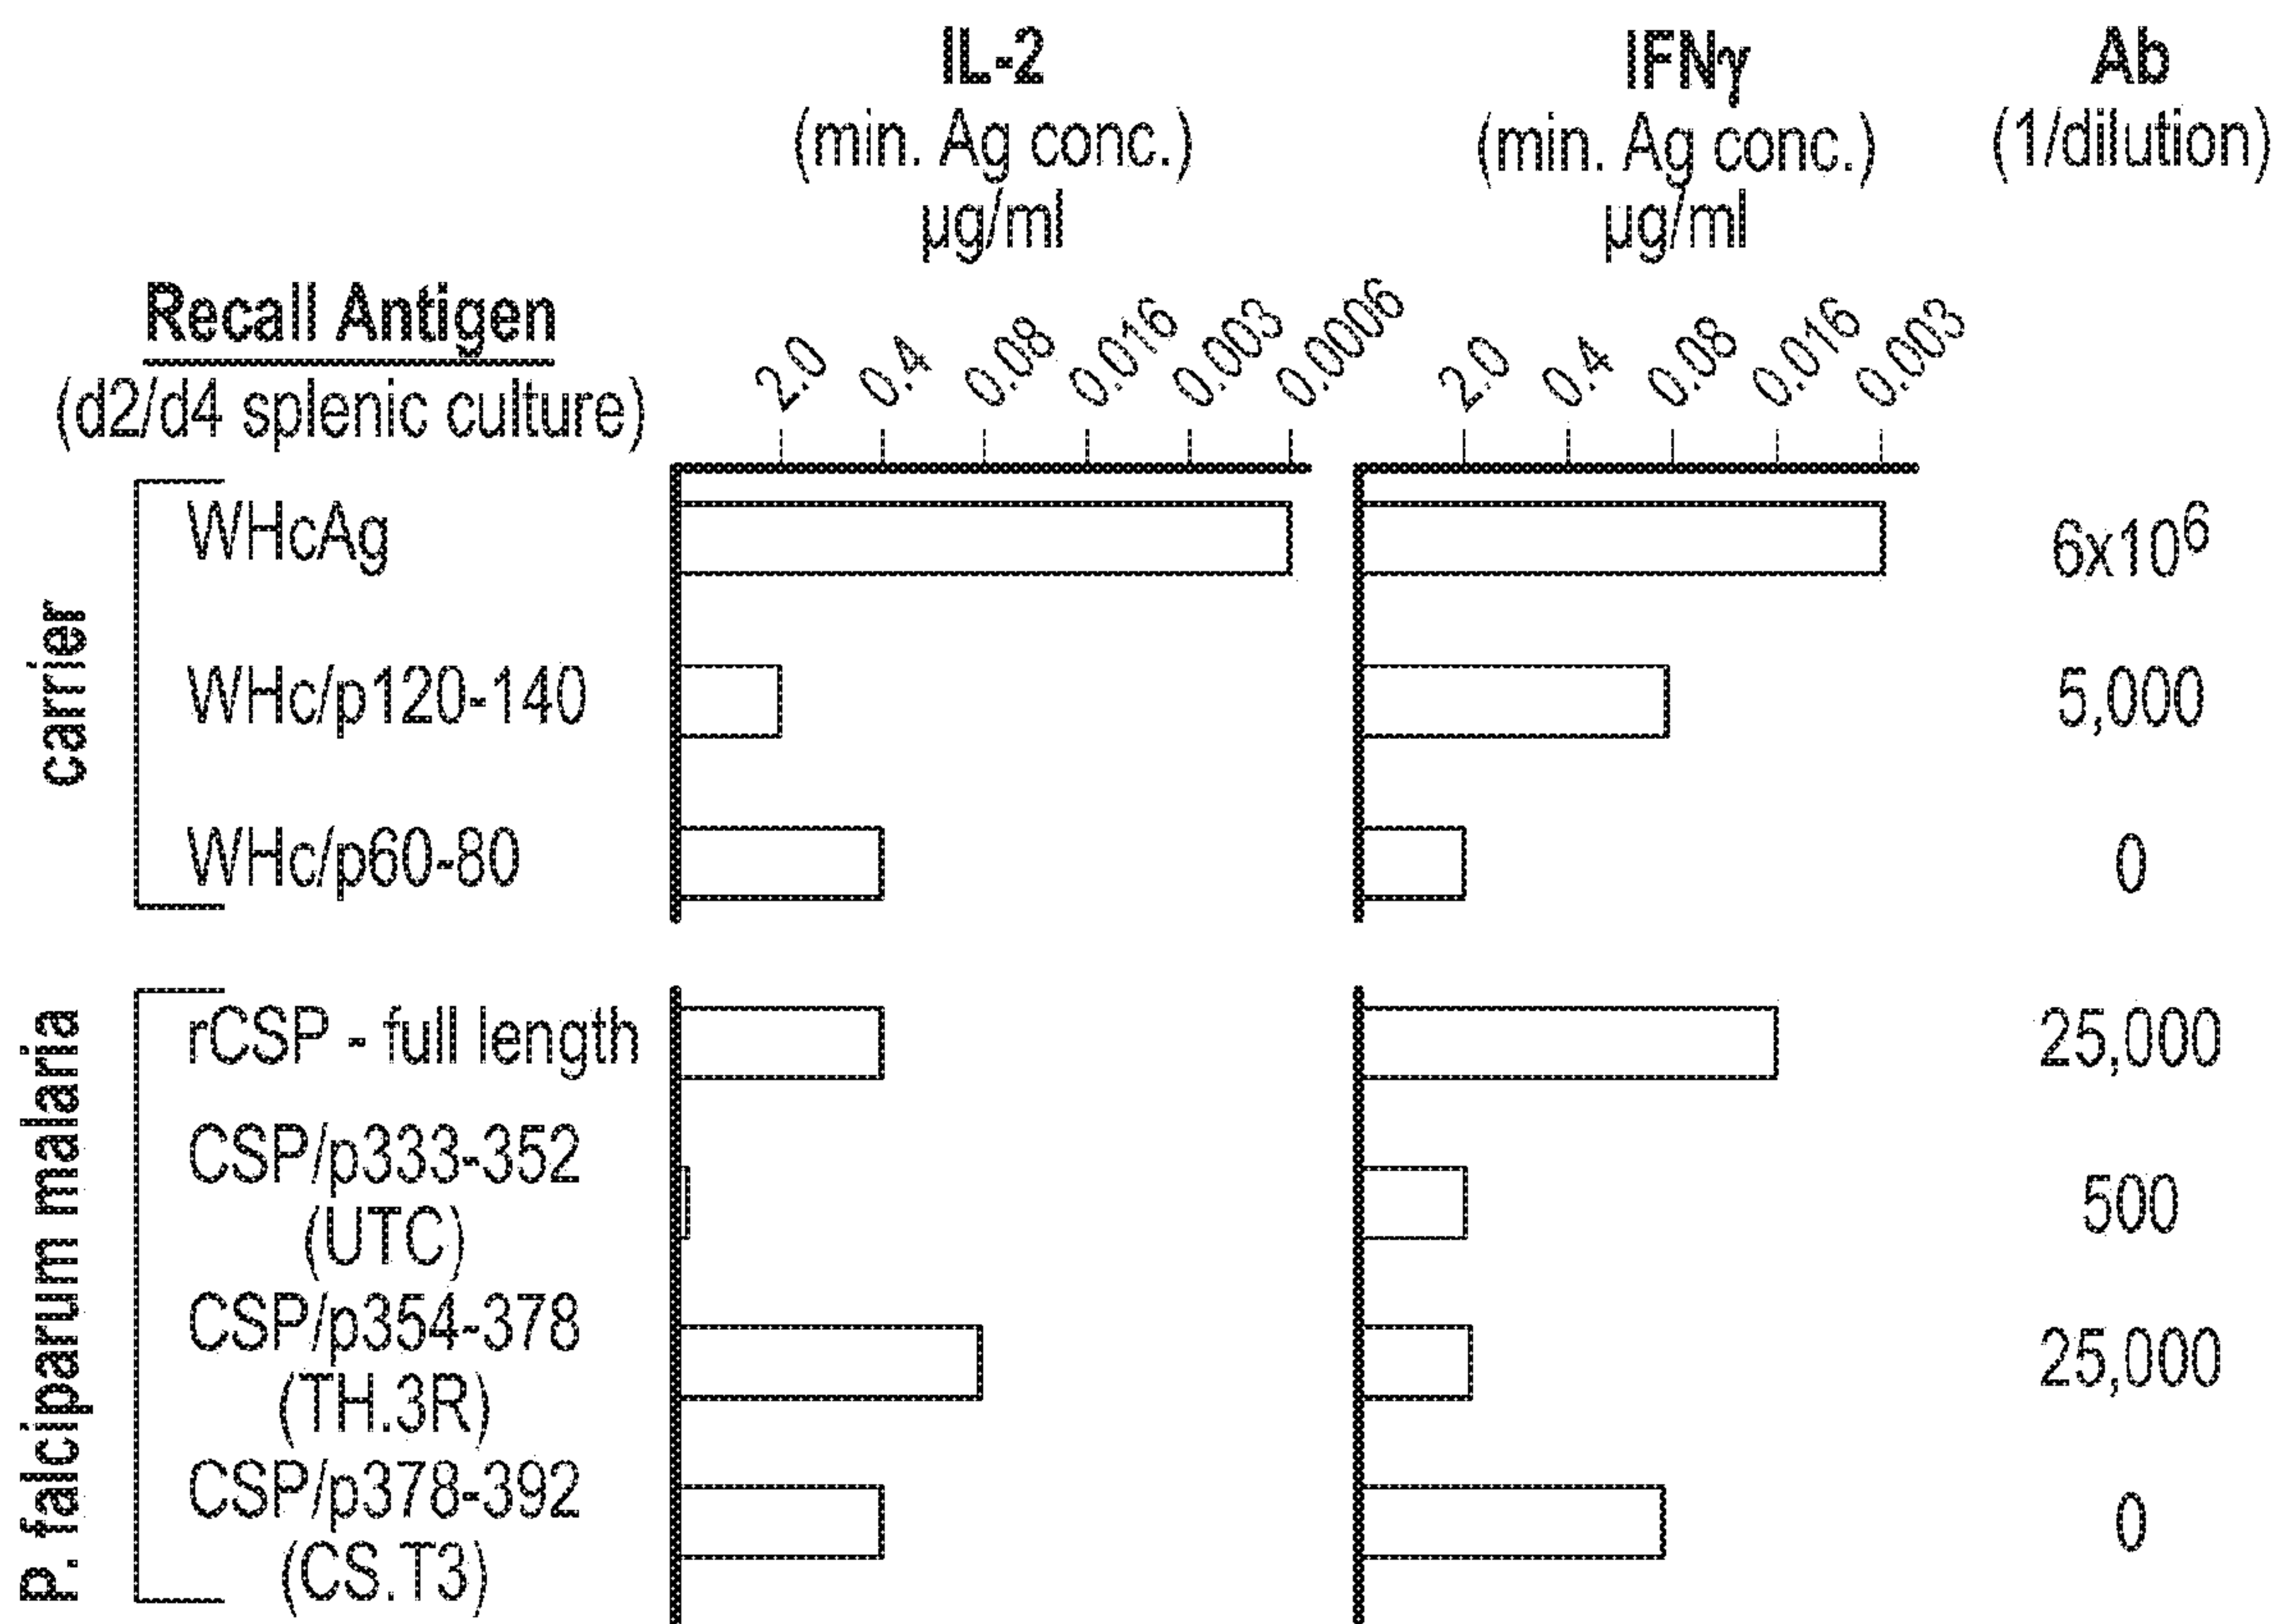 IL-2
(min. Ag conc.)
µg/ml
IFNγ
(min. Ag conc.)
µg/ml
Ab
(1/dilution)
Recall Antigen
(d2/d4 splenic culture)
2.0 0.4 0.08 0.016 0.003 0.0006
2.0 0.4 0.08 0.016 0.003
carrier
WHcAg 6x10⁶
WHc/p120-140 5,000
WHc/p60-80 0
P. falciparum malaria
rCSP - full length 25,000
CSP/p333-352
(UTC) 500
CSP/p354-378
(TH.3R) 25,000
CSP/p378-392
(CS.T3) 0